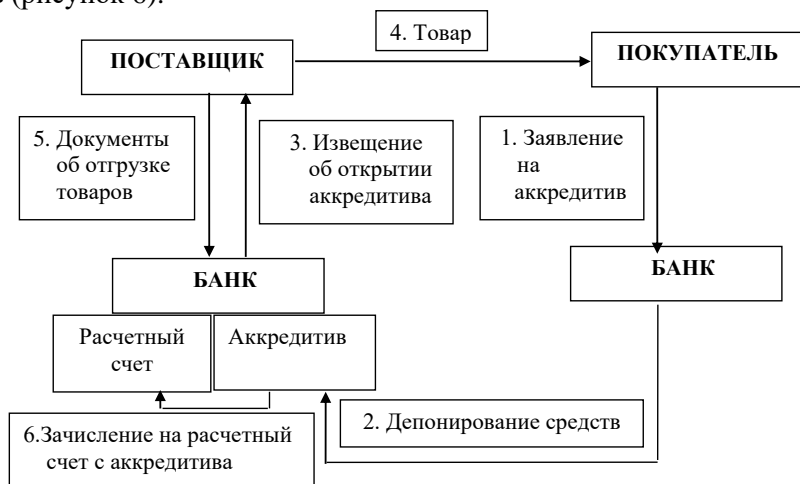 (рисунок 6).
4. Товар
ПОСТАВЩИК
ПОКУПАТЕЛЬ
5. Документы
об отгрузке
товаров
3. Извещение
об открытии
аккредитива
1. Заявление
на
аккредитив
БАНК
БАНК
Расчетный
счет
Аккредитив
2. Депонирование средств
6.Зачисление на расчетный
счет с аккредитива